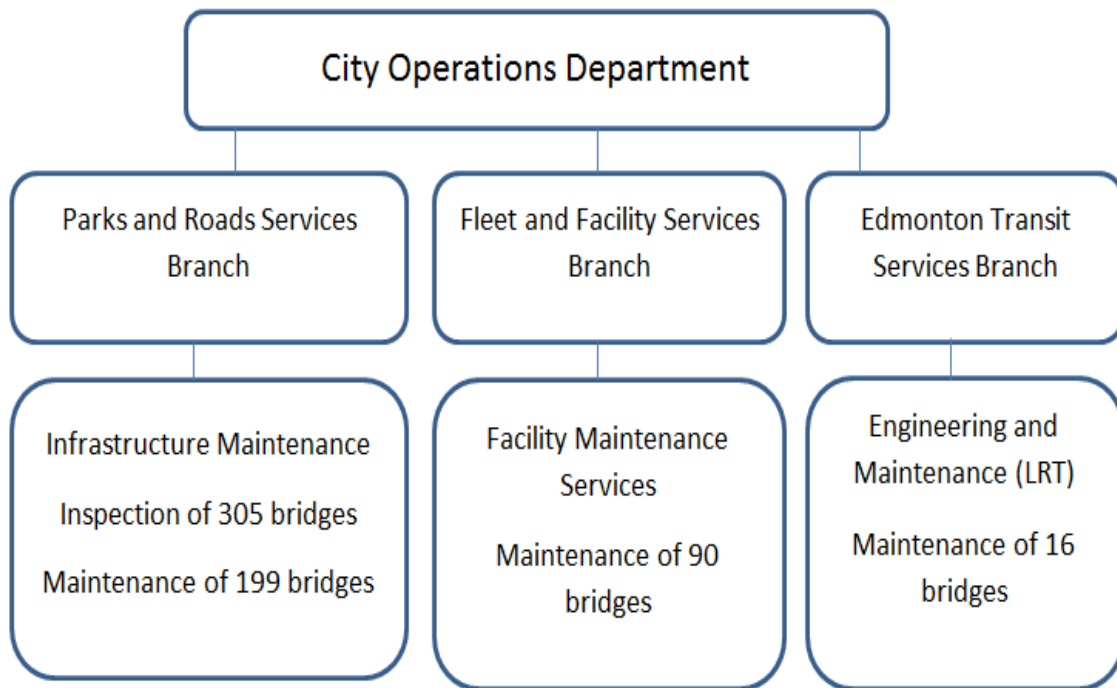 City Operations Department
Parks and Roads Services
Branch
Fleet and Facility Services
Branch
Edmonton Transit
Services Branch
Infrastructure Maintenance
Inspection of 305 bridges
Maintenance of 199 bridges
Facility Maintenance
Services
Maintenance of 90
bridges
Engineering and
Maintenance (LRT)
Maintenance of 16
bridges